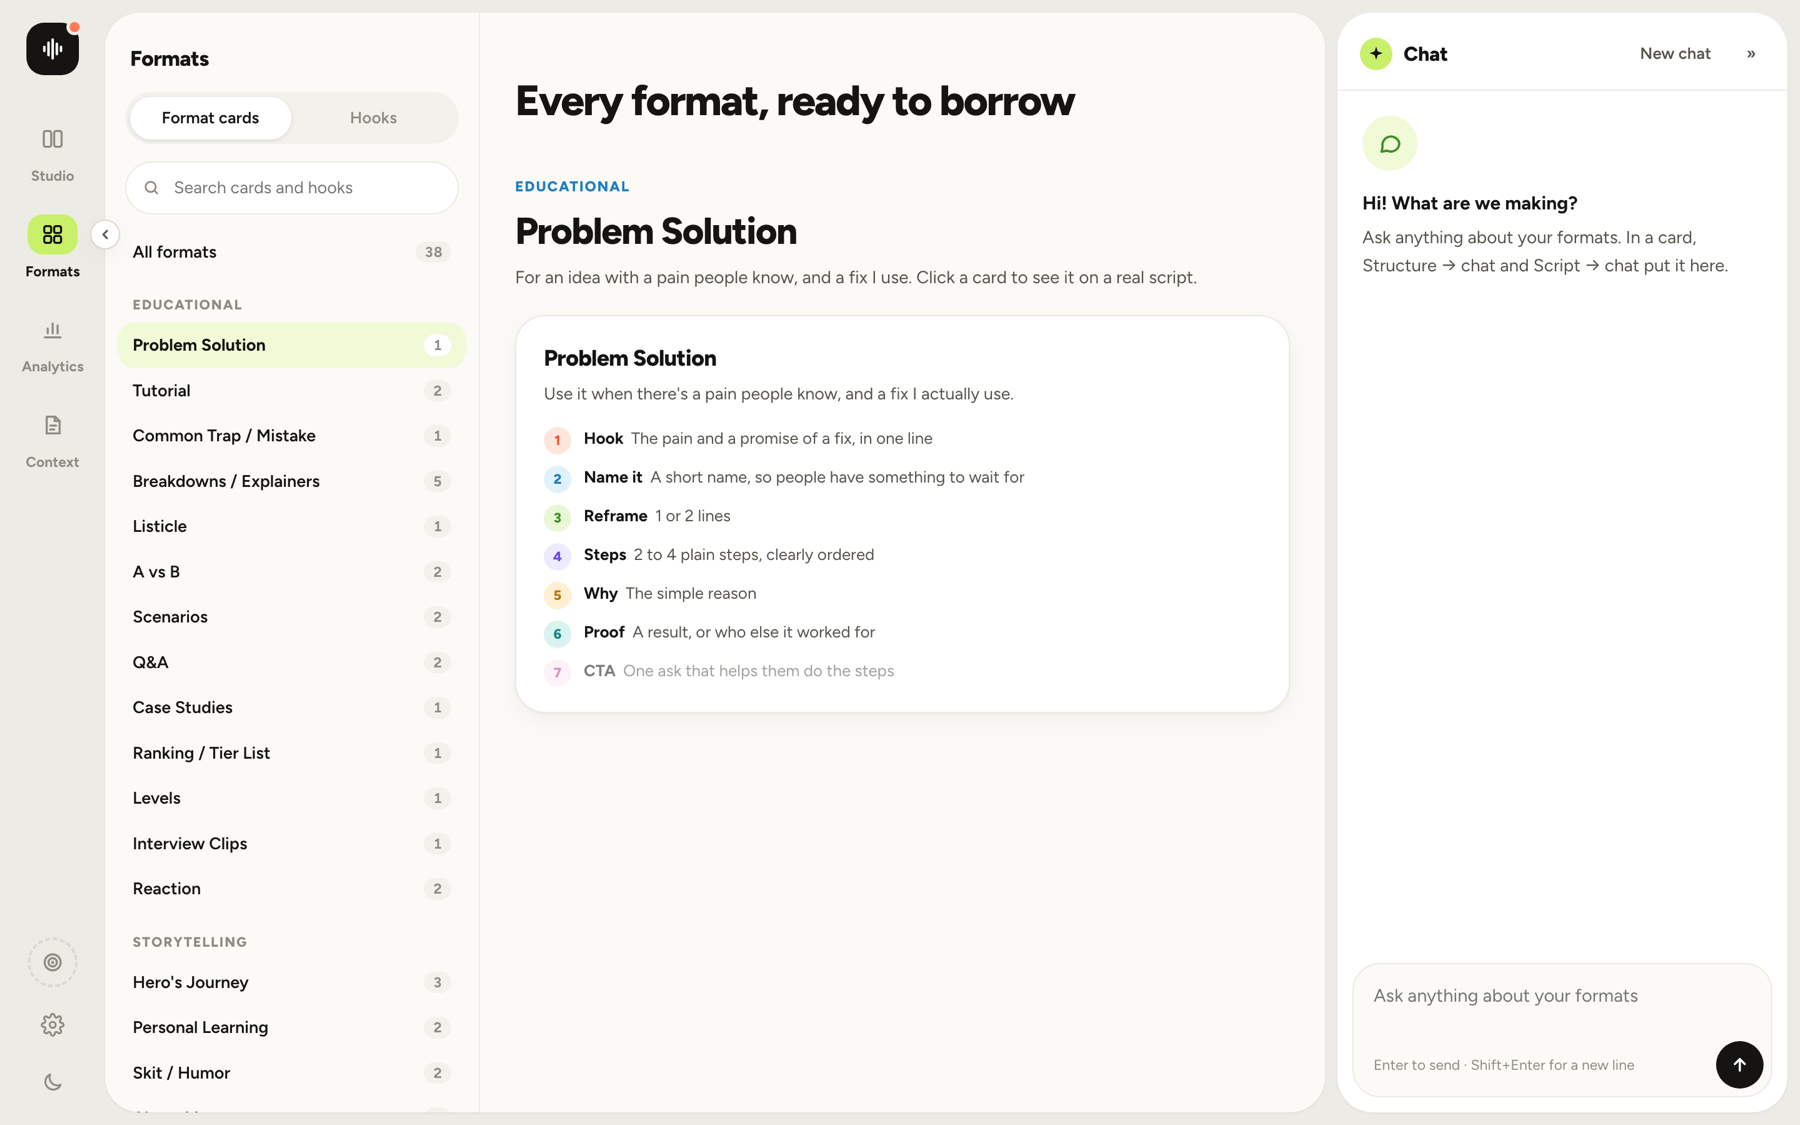 Studio
Formats
Analytics
Context
Formats
Format cards
Hooks
Search cards and hooks
All formats 38
EDUCATIONAL
Problem Solution 1
Tutorial 2
Common Trap / Mistake 1
Breakdowns / Explainers 5
Listicle 1
A vs B 2
Scenarios 2
Q&A 2
Case Studies 1
Ranking / Tier List 1
Levels 1
Interview Clips 1
Reaction 2
STORYTELLING
Hero's Journey 3
Personal Learning 2
Skit / Humor 2
Every format, ready to borrow
EDUCATIONAL
Problem Solution
For an idea with a pain people know, and a fix I use. Click a card to see it on a real script.
Problem Solution
Use it when there's a pain people know, and a fix I actually use.
1 Hook The pain and a promise of a fix, in one line
2 Name it A short name, so people have something to wait for
3 Reframe 1 or 2 lines
4 Steps 2 to 4 plain steps, clearly ordered
5 Why The simple reason
6 Proof A result, or who else it worked for
7 CTA One ask that helps them do the steps
Chat
New chat »
Hi! What are we making?
Ask anything about your formats. In a card,
Structure → chat and Script → chat put it here.
Ask anything about your formats
Enter to send · Shift+Enter for a new line